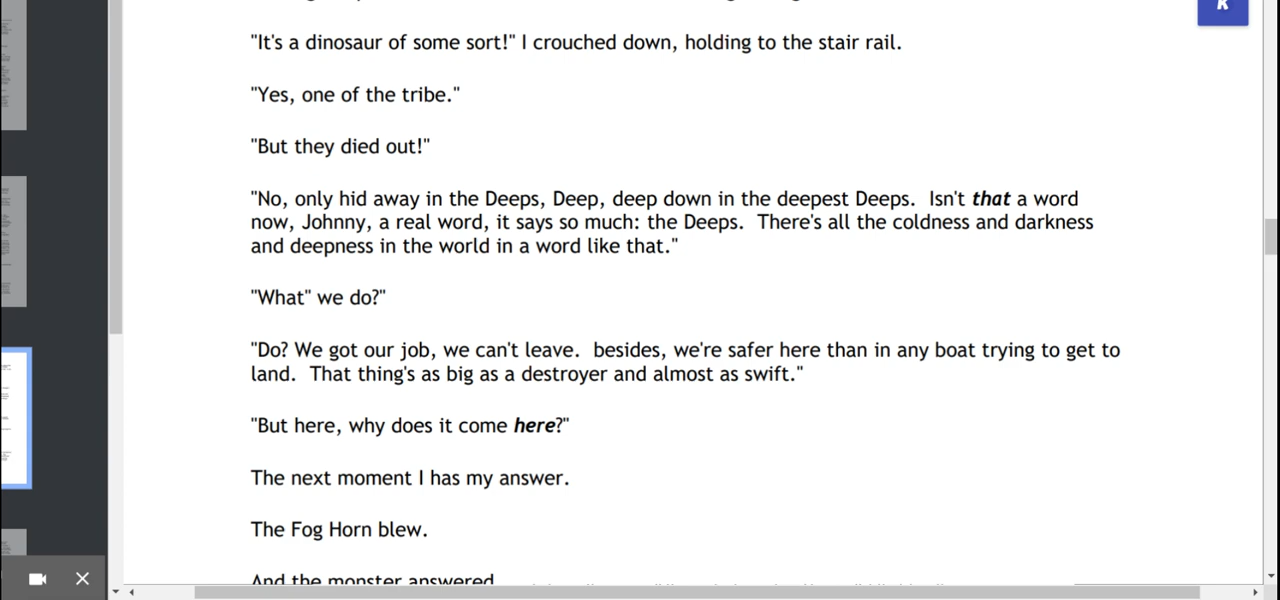 "It's a dinosaur of some sort!" I crouched down, holding to the stair rail.
"Yes, one of the tribe."
"But they died out!"
"No, only hid away in the Deeps, Deep, deep down in the deepest Deeps.  Isn't that a word
now, Johnny, a real word, it says so much: the Deeps.  There's all the coldness and darkness
and deepness in the world in a word like that."
"What" we do?"
"Do? We got our job, we can't leave.  besides, we're safer here than in any boat trying to get to
land.  That thing's as big as a destroyer and almost as swift."
"But here, why does it come here?"
The next moment I has my answer.
The Fog Horn blew.
And the monster answered